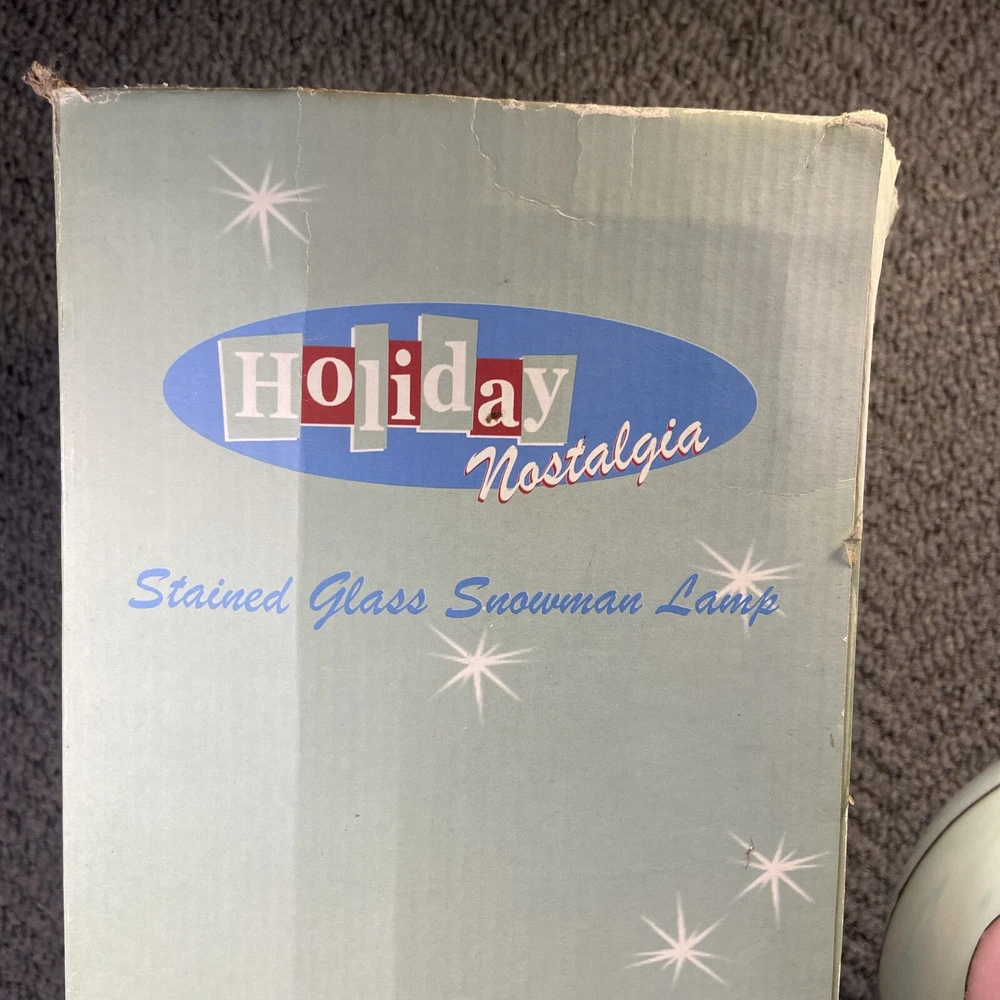 Holiday
Nostalgia
Stained Glass Snowman Lamp